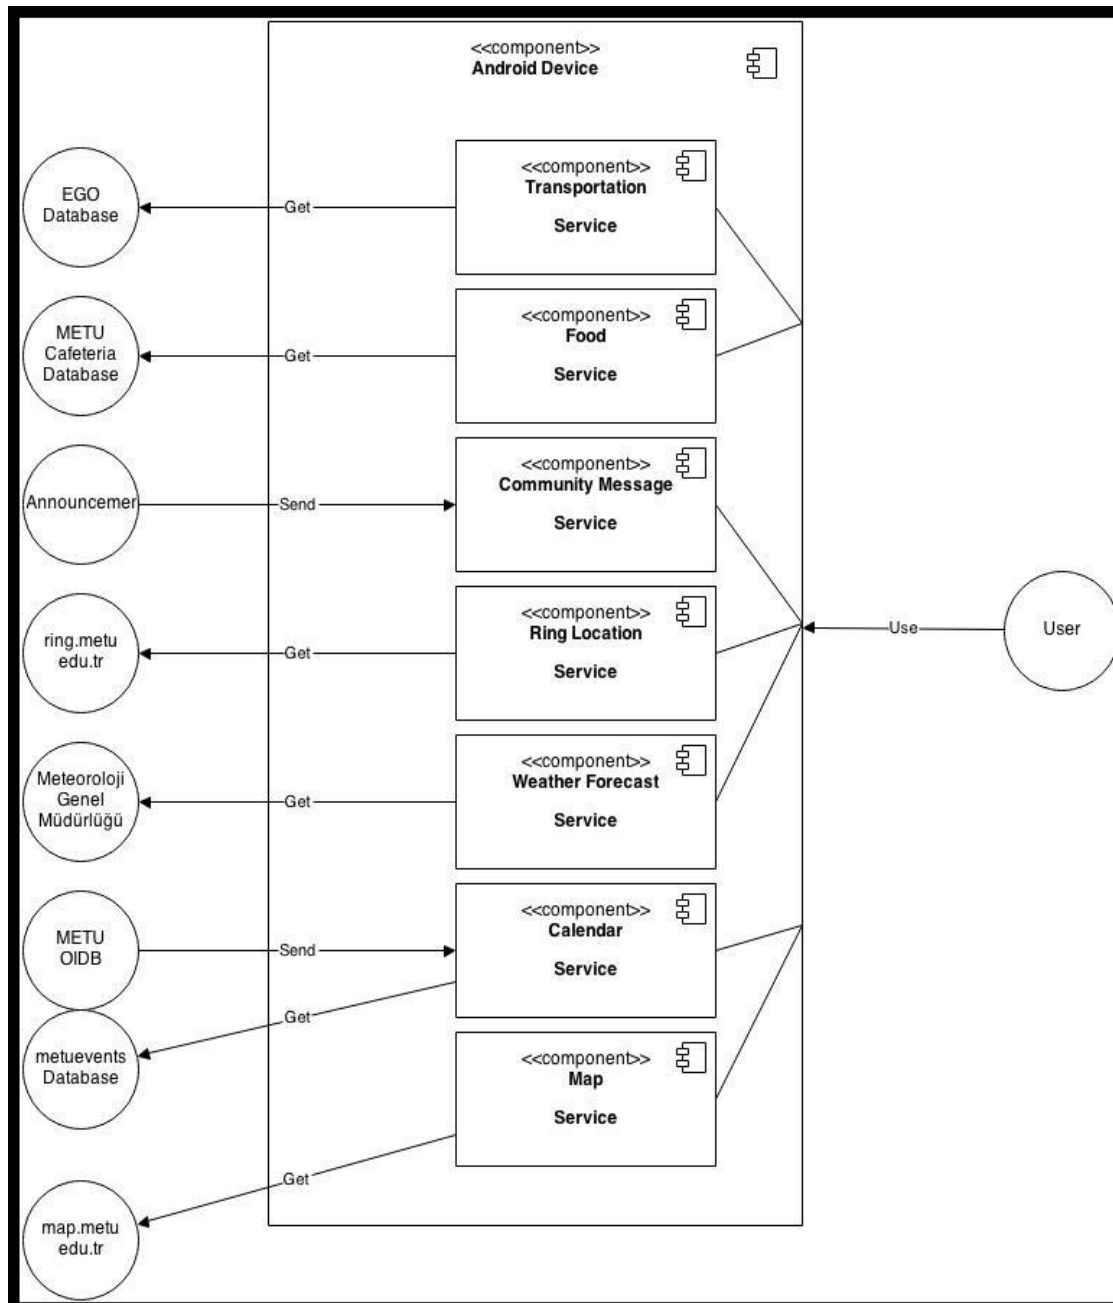 <<component>>
Android Device
EGO
Database
Get
<<component>>
Transportation
Service
METU
Cafeteria
Database
Get
<<component>>
Food
Service
Announcemer
Send
<<component>>
Community Message
Service
ring.metu
edu.tr
Get
<<component>>
Ring Location
Service
Use
User
Meteoroloji
Genel
Müdürlüğü
Get
<<component>>
Weather Forecast
Service
METU
OIDB
Send
<<component>>
Calendar
Service
metuevents
Database
Get
<<component>>
Map
Service
map.metu
edu.tr
Get